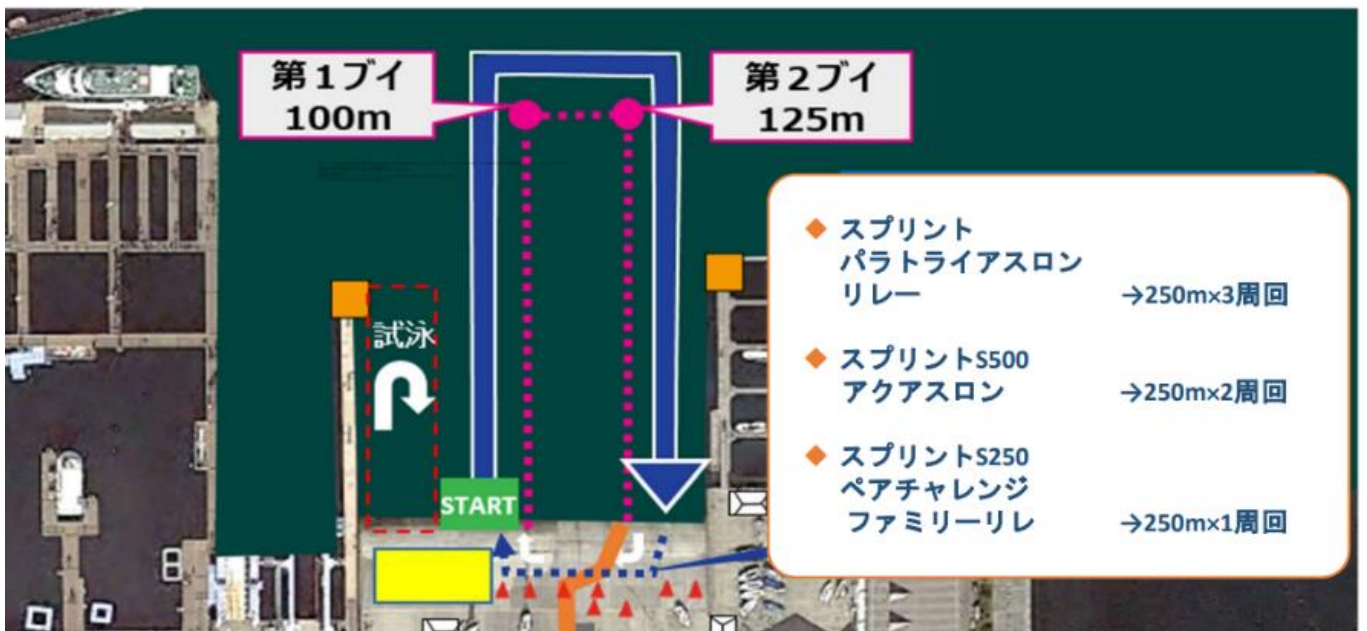 第1ブイ
100m
第2ブイ
125m
試泳
START
◆ スプリント
パラトライアスロン
リレー →250m×3周回
◆ スプリントS500
アクアスロン →250m×2周回
◆ スプリントS250
ペアチャレンジ
ファミリーリレ →250m×1周回